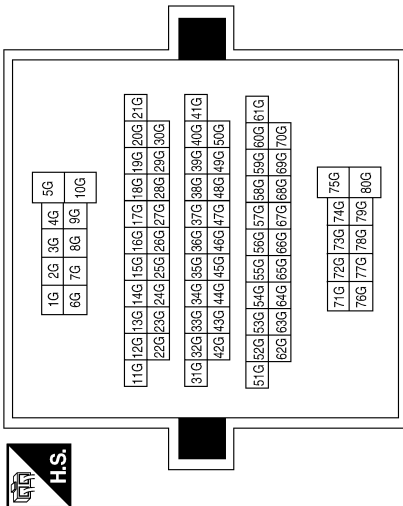 5G
10G
1G 2G 3G 4G
6G 7G 8G 9G
11G 12G 13G 14G 15G 16G 17G 18G 19G 20G 21G
22G 23G 24G 25G 26G 27G 28G 29G 30G
31G 32G 33G 34G 35G 36G 37G 38G 39G 40G 41G
42G 43G 44G 45G 46G 47G 48G 49G 50G
51G 52G 53G 54G 55G 56G 57G 58G 59G 60G 61G
62G 63G 64G 65G 66G 67G 68G 69G 70G
71G 72G 73G 74G 75G
76G 77G 78G 79G 80G
H.S.